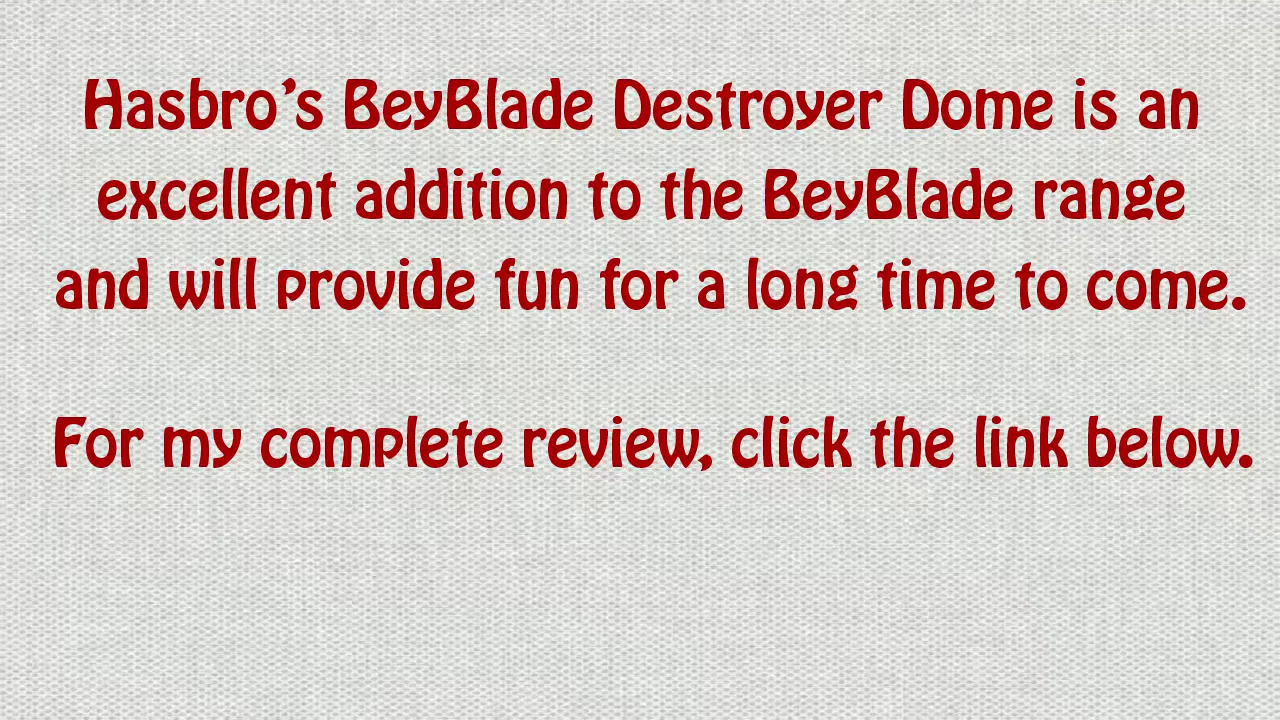 Hasbro’s BeyBlade Destroyer Dome is an
excellent addition to the BeyBlade range
and will provide fun for a long time to come.
For my complete review, click the link below.